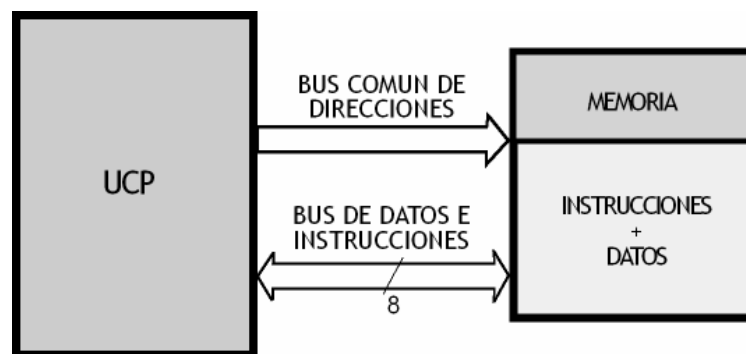 UCP
BUS COMUN DE
DIRECCIONES
BUS DE DATOS E
INSTRUCCIONES
8
MEMORIA
INSTRUCCIONES
+
DATOS